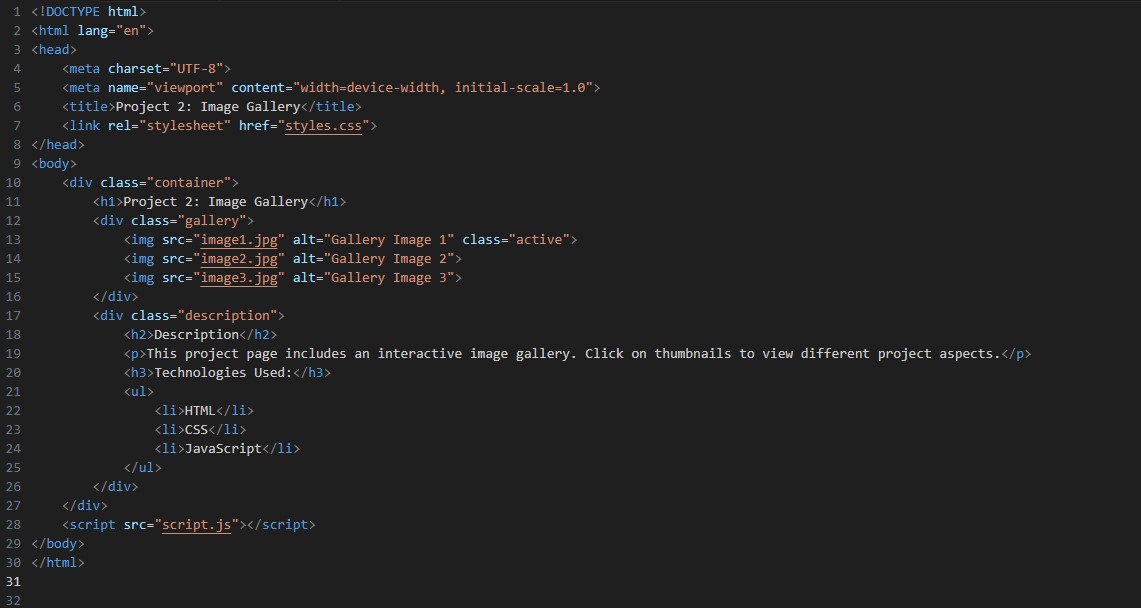 1 <!DOCTYPE html>
2 <html lang="en">
3 <head>
4     <meta charset="UTF-8">
5     <meta name="viewport" content="width=device-width, initial-scale=1.0">
6     <title>Project 2: Image Gallery</title>
7     <link rel="stylesheet" href="styles.css">
8 </head>
9 <body>
10     <div class="container">
11         <h1>Project 2: Image Gallery</h1>
12         <div class="gallery">
13             <img src="image1.jpg" alt="Gallery Image 1" class="active">
14             <img src="image2.jpg" alt="Gallery Image 2">
15             <img src="image3.jpg" alt="Gallery Image 3">
16         </div>
17         <div class="description">
18             <h2>Description</h2>
19             <p>This project page includes an interactive image gallery. Click on thumbnails to view different project aspects.</p>
20             <h3>Technologies Used:</h3>
21             <ul>
22                 <li>HTML</li>
23                 <li>CSS</li>
24                 <li>JavaScript</li>
25             </ul>
26         </div>
27     </div>
28     <script src="script.js"></script>
29 </body>
30 </html>
31
32